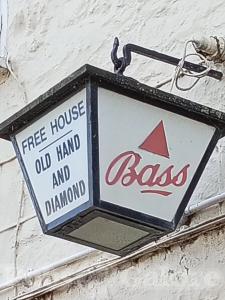 FREE HOUSE
OLD HAND
AND
DIAMOND
Bass